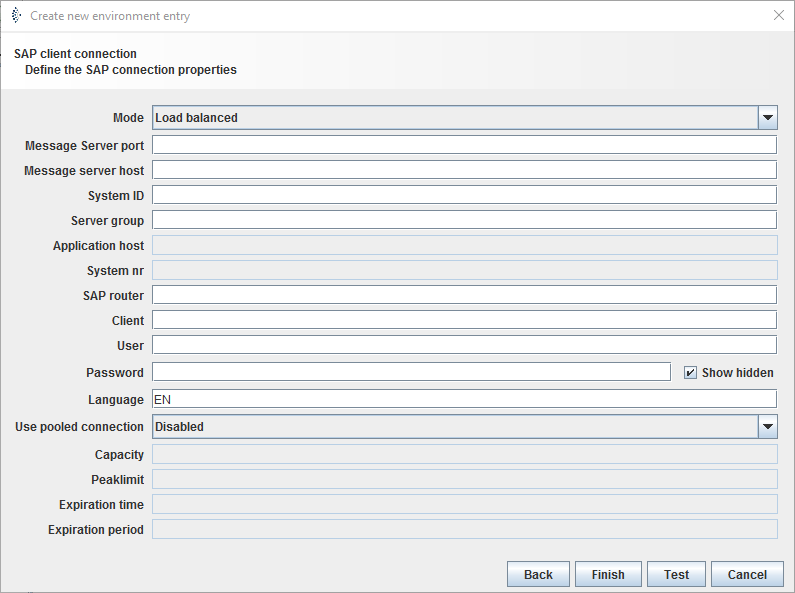 Create new environment entry
SAP client connection
Define the SAP connection properties
Mode Load balanced
Message Server port
Message server host
System ID
Server group
Application host
System nr
SAP router
Client
User
Password Show hidden
Language EN
Use pooled connection Disabled
Capacity
Peaklimit
Expiration time
Expiration period
Back Finish Test Cancel